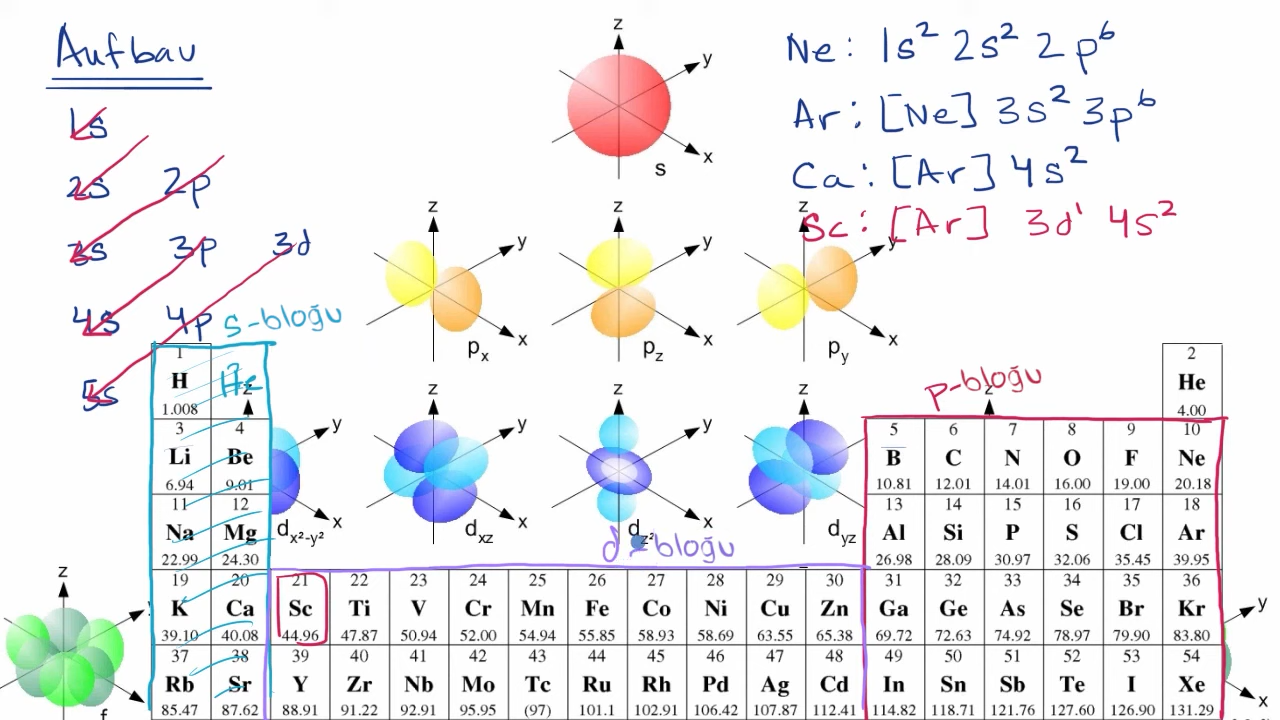 Aufbau
1s
2s 2p
3s 3p 3d
4s 4p
5s
Ne: 1s² 2s² 2p⁶
Ar: [Ne] 3s² 3p⁶
Ca: [Ar] 4s²
Sc: [Ar] 3d¹ 4s²
z
y
x
s
z
y
x
pₓ
z
y
x
p_z
z
y
x
p_y
z
y
x
d_x²-y²
z
y
x
d_xz
z
y
x
d_z²
z
d_yz
z
y
f
z
y
x
s-bloğu
p-bloğu
d-bloğu
He
1 2
H He
1.008 4.00
3 4 5 6 7 8 9 10
Li Be B C N O F Ne
6.94 9.01 10.81 12.01 14.01 16.00 19.00 20.18
11 12 13 14 15 16 17 18
Na Mg Al Si P S Cl Ar
22.99 24.30 26.98 28.09 30.97 32.06 35.45 39.95
19 20 21 22 23 24 25 26 27 28 29 30 31 32 33 34 35 36
K Ca Sc Ti V Cr Mn Fe Co Ni Cu Zn Ga Ge As Se Br Kr
39.10 40.08 44.96 47.87 50.94 52.00 54.94 55.85 58.93 58.69 63.55 65.38 69.72 72.63 74.92 78.97 79.90 83.80
37 38 39 40 41 42 43 44 45 46 47 48 49 50 51 52 53 54
Rb Sr Y Zr Nb Mo Tc Ru Rh Pd Ag Cd In Sn Sb Te I Xe
85.47 87.62 88.91 91.22 92.91 95.95 (97) 101.1 102.91 106.42 107.87 112.41 114.82 118.71 121.76 127.60 126.90 131.29